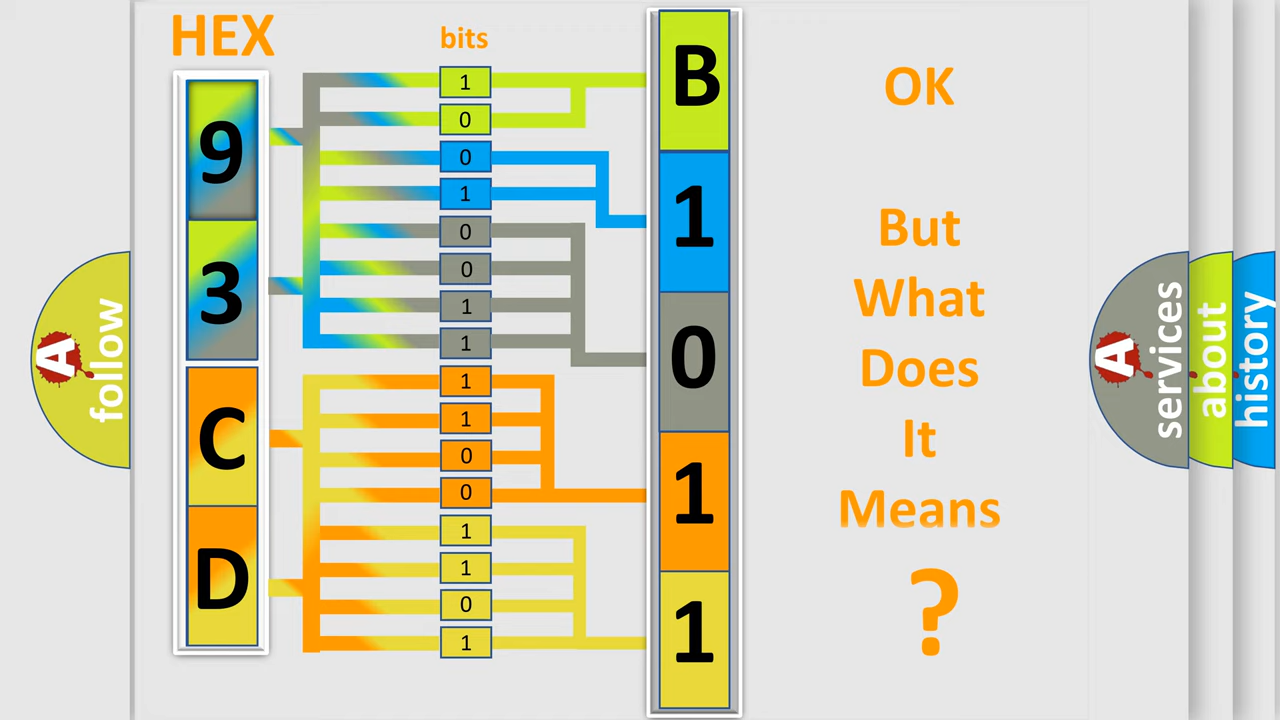 HEX
bits
9
3
C
D
1
0
0
1
0
0
1
1
1
1
0
0
1
1
0
1
B
1
0
1
1
OK
But
What
Does
It
Means
?
A
follow
A
services
about
history